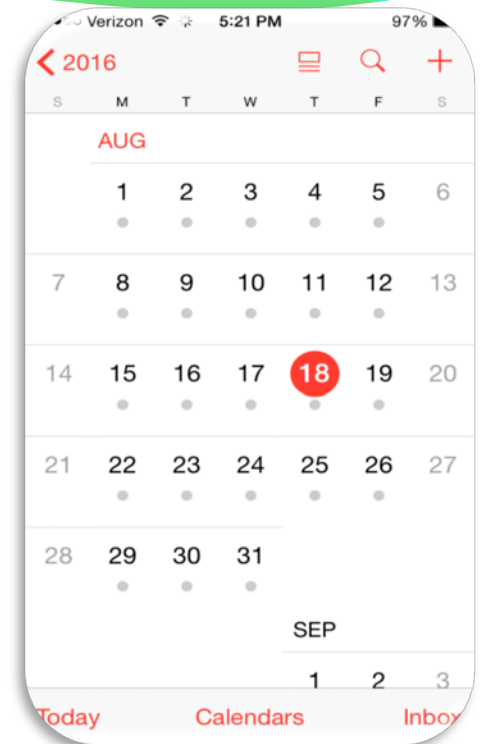 Verizon 5:21 PM 97%
2016
S M T W T F S
AUG
1 2 3 4 5 6
7 8 9 10 11 12 13
14 15 16 17 18 19 20
21 22 23 24 25 26 27
28 29 30 31
SEP
1 2 3
Today Calendars Inbox